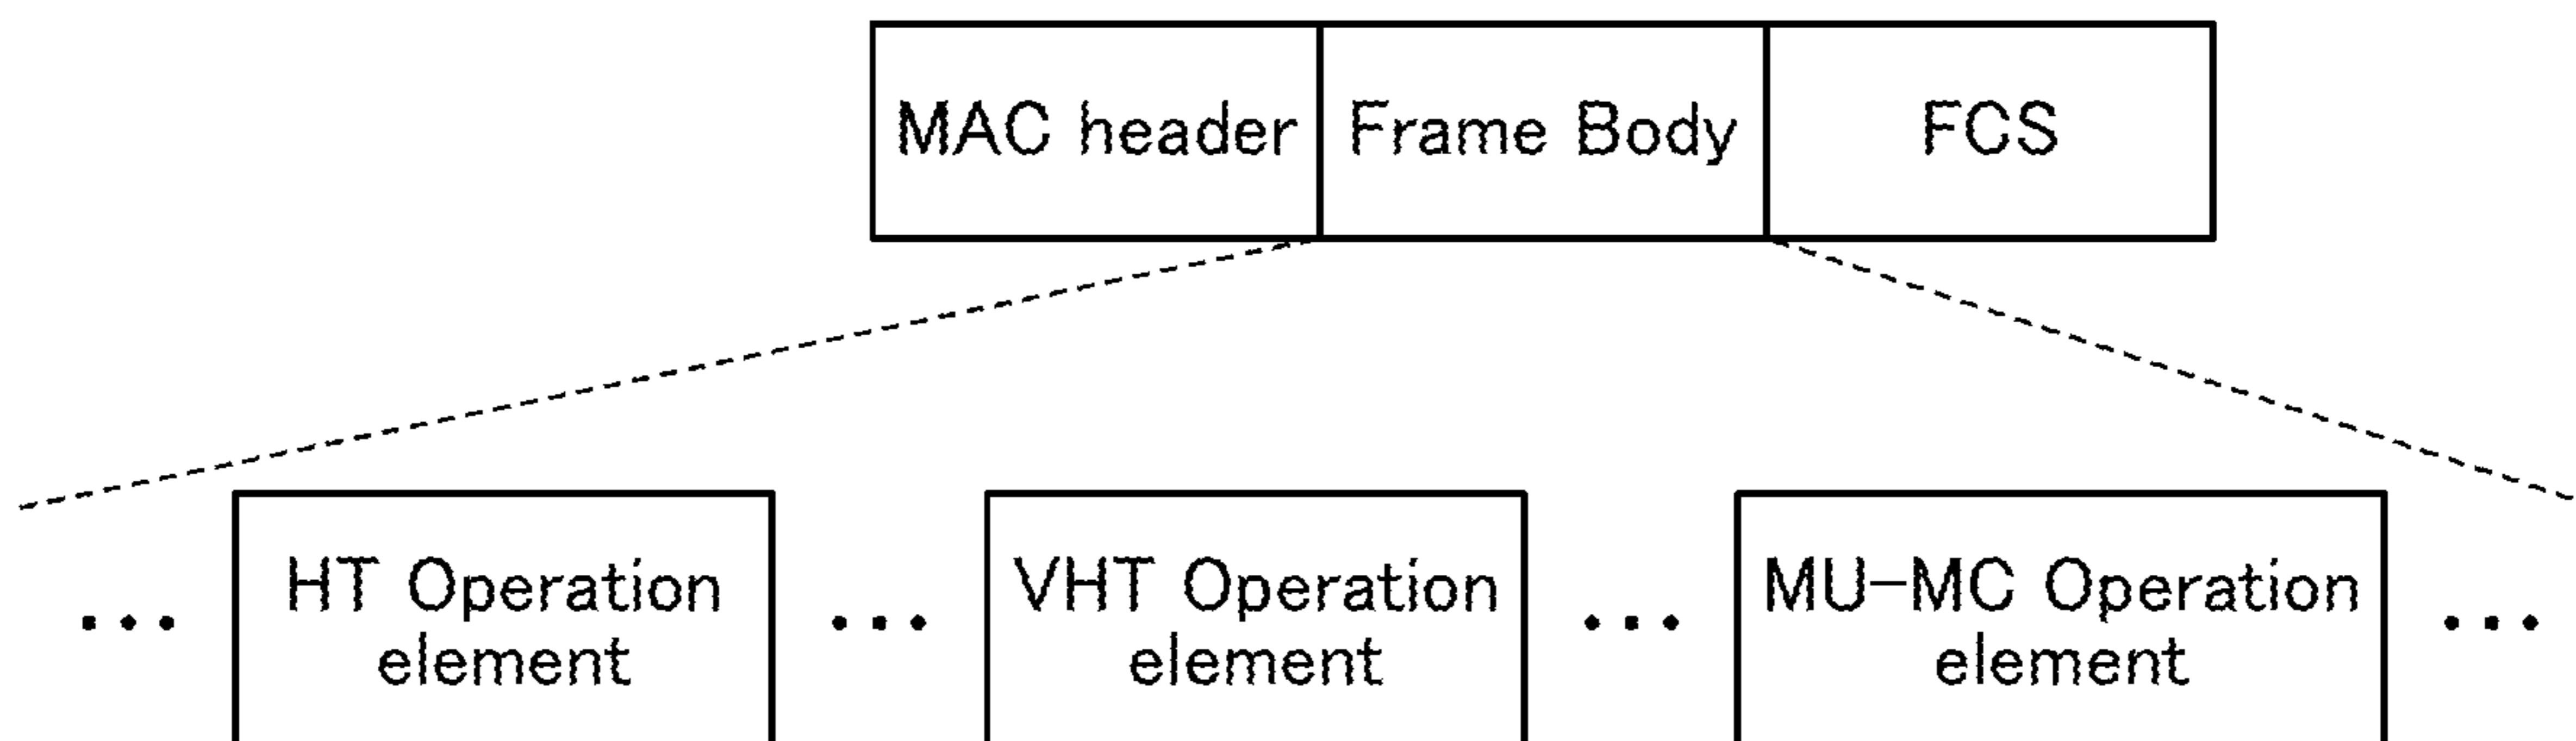 MAC header Frame Body FCS
... HT Operation ... VHT Operation ... MU-MC Operation ...
element element element